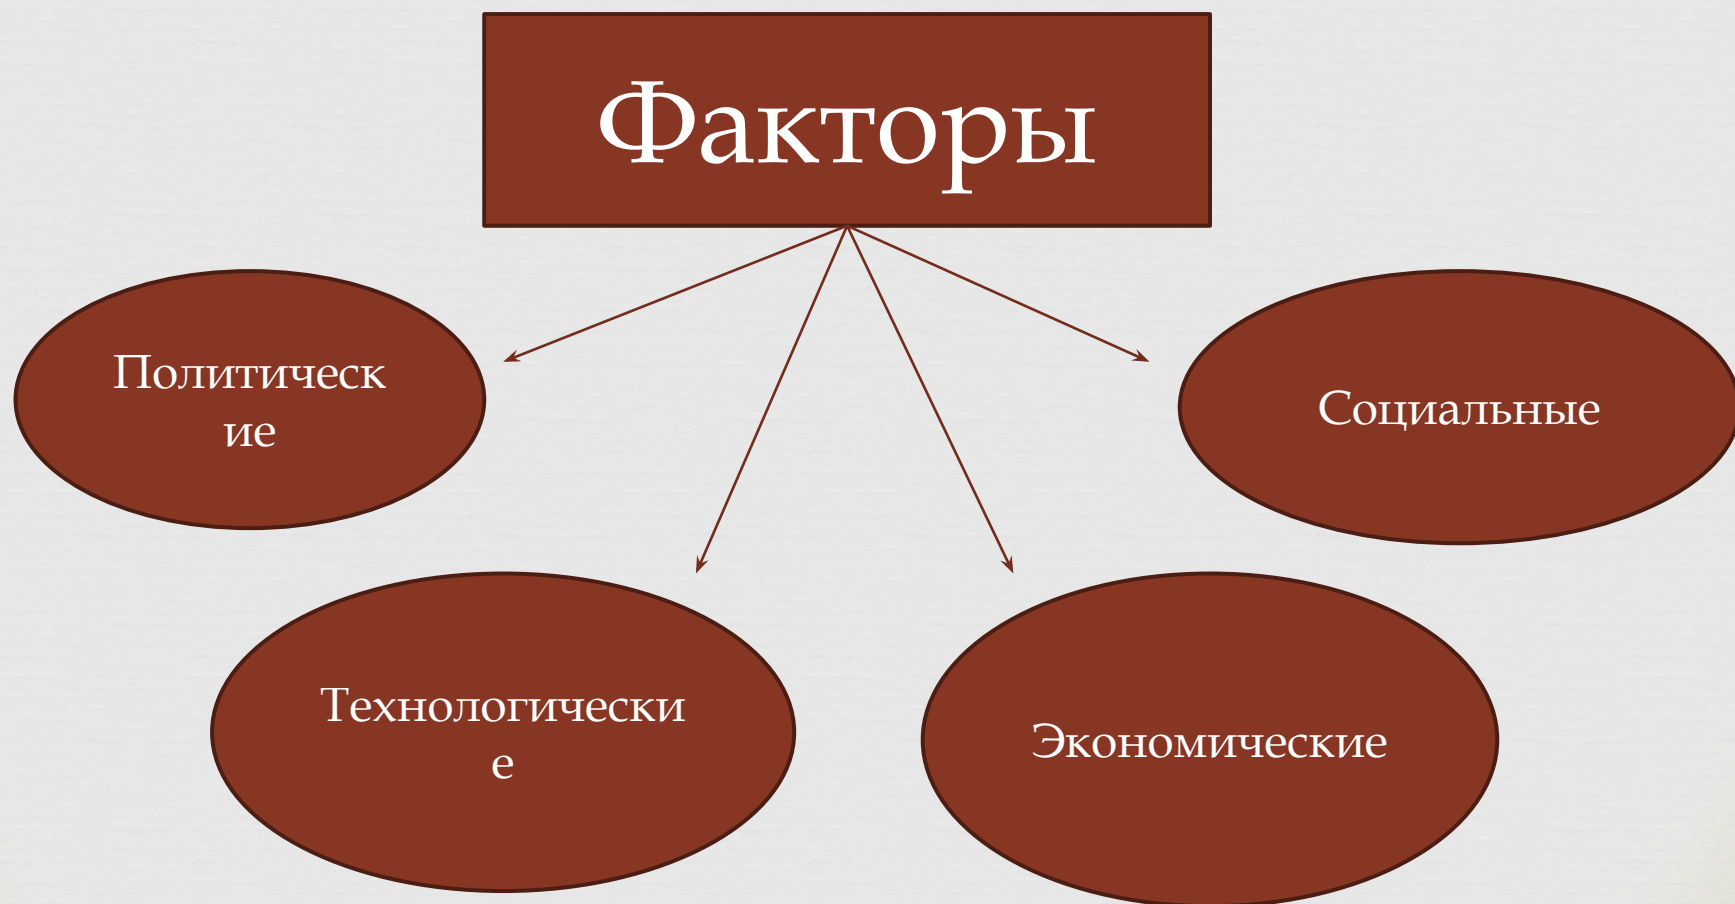 Факторы
Политическ
ие
Социальные
Технологически
е
Экономические